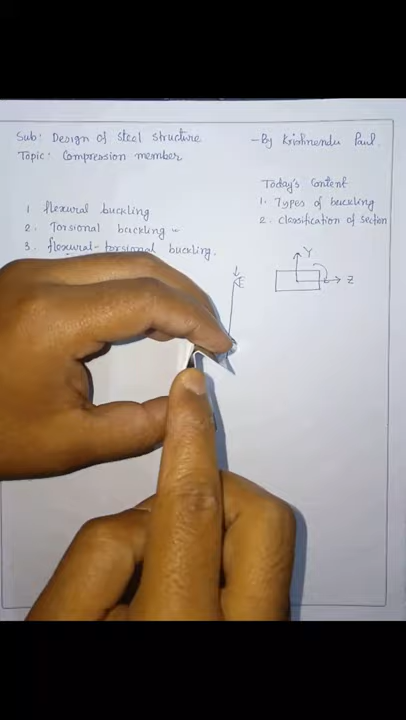 Sub: Design of steel structure
-By Krishnendu Paul.
Topic: Compression member
Today's Content
1. Types of buckling
2. Classification of section
1 flexural buckling
2. Torsional buckling
3. flexural-torsional buckling.
Y
Z